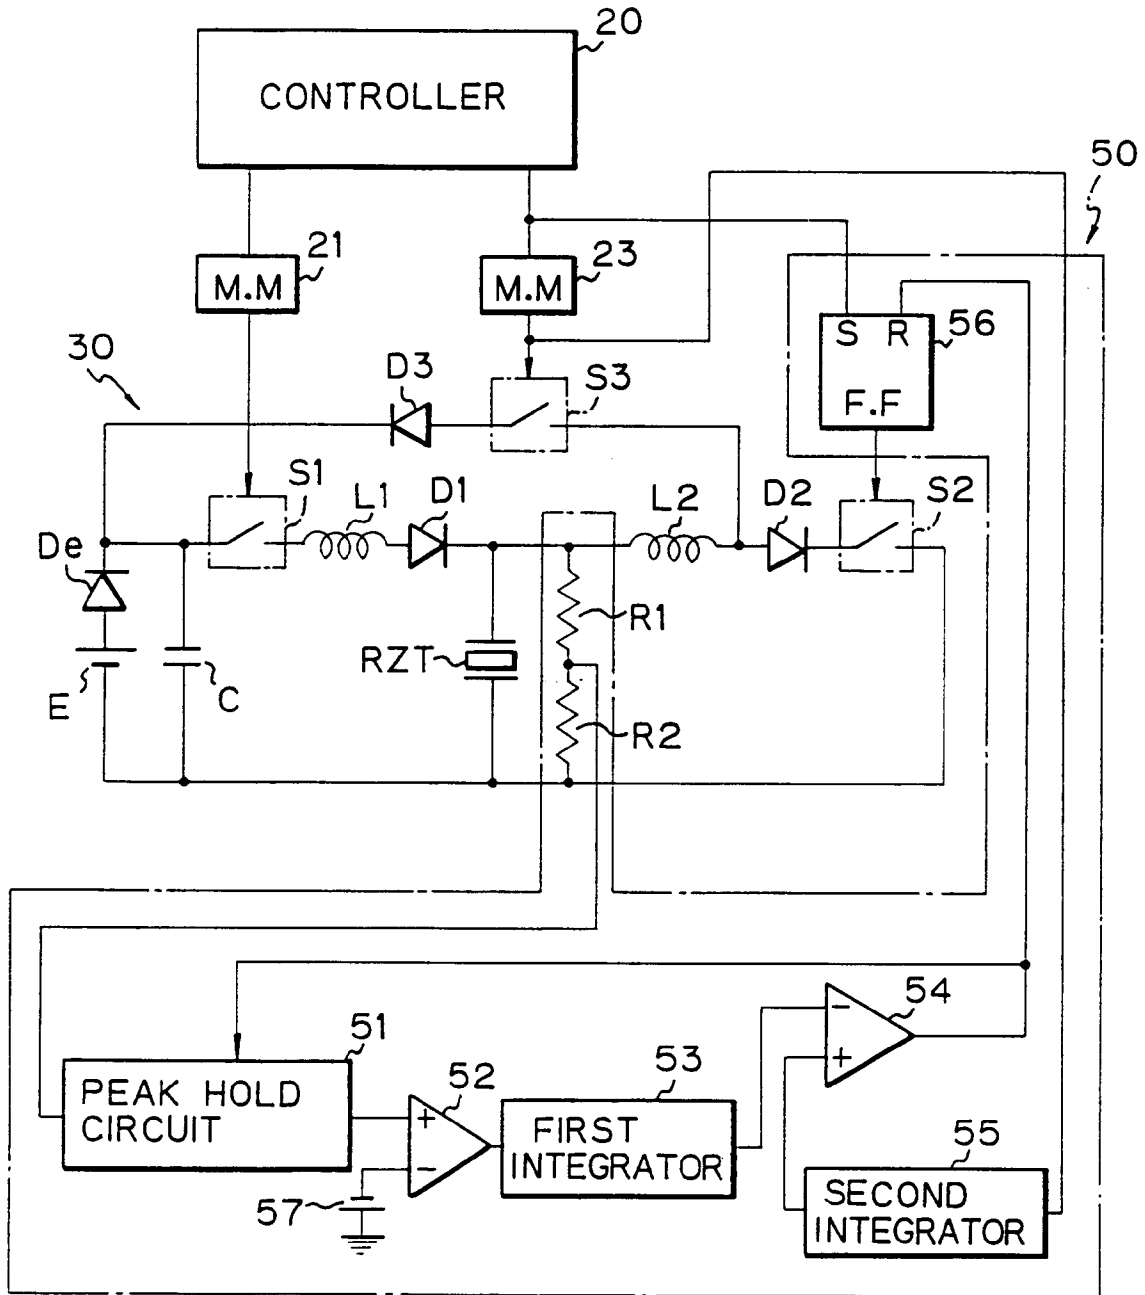 20
CONTROLLER
50
21
M.M
23
M.M
S R
56
F.F
30
D3
S3
S1
L1
D1
L2
D2
S2
De
R1
RZT
E
C
R2
51
PEAK HOLD
CIRCUIT
52
+
−
57
53
FIRST
INTEGRATOR
54
−
+
55
SECOND
INTEGRATOR